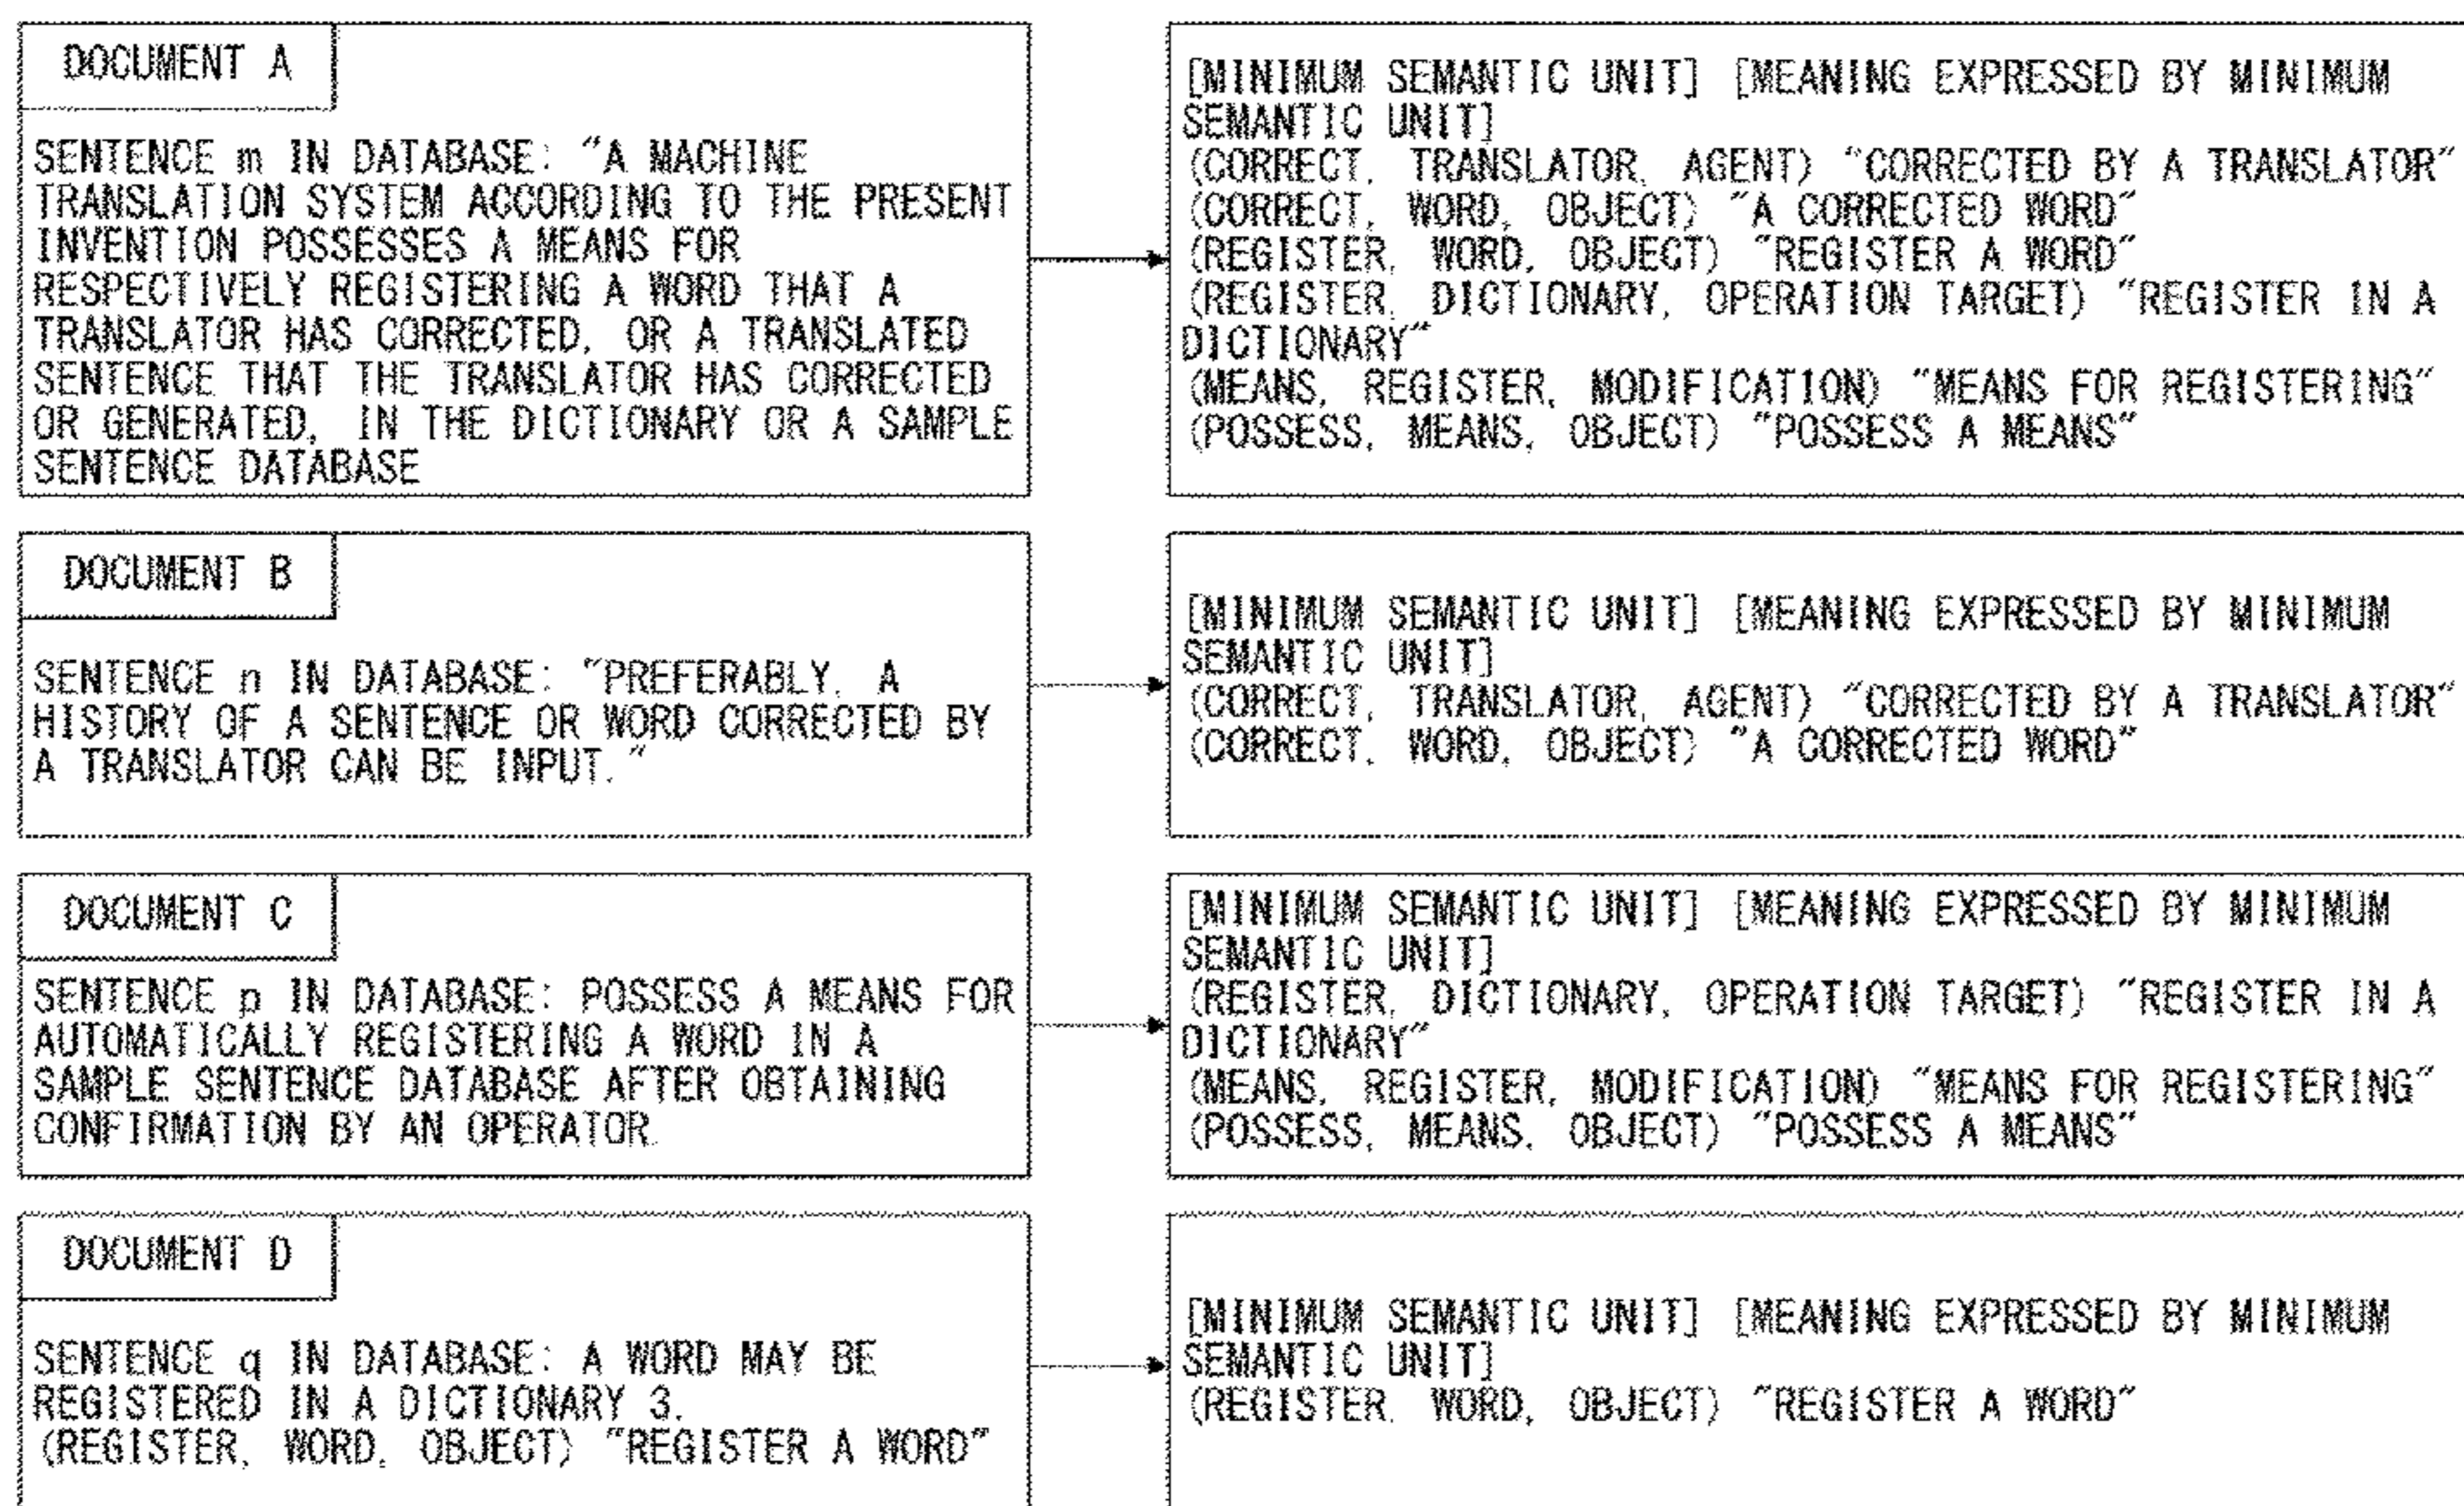 DOCUMENT A
SENTENCE m IN DATABASE: "A MACHINE
TRANSLATION SYSTEM ACCORDING TO THE PRESENT
INVENTION POSSESSES A MEANS FOR
RESPECTIVELY REGISTERING A WORD THAT A
TRANSLATOR HAS CORRECTED, OR A TRANSLATED
SENTENCE THAT THE TRANSLATOR HAS CORRECTED
OR GENERATED, IN THE DICTIONARY OR A SAMPLE
SENTENCE DATABASE
[MINIMUM SEMANTIC UNIT] [MEANING EXPRESSED BY MINIMUM
SEMANTIC UNIT]
(CORRECT, TRANSLATOR, AGENT) "CORRECTED BY A TRANSLATOR"
(CORRECT, WORD, OBJECT) "A CORRECTED WORD"
(REGISTER, WORD, OBJECT) "REGISTER A WORD"
(REGISTER, DICTIONARY, OPERATION TARGET) "REGISTER IN A
DICTIONARY"
(MEANS, REGISTER, MODIFICATION) "MEANS FOR REGISTERING"
(POSSESS, MEANS, OBJECT) "POSSESS A MEANS"
DOCUMENT B
SENTENCE n IN DATABASE: "PREFERABLY, A
HISTORY OF A SENTENCE OR WORD CORRECTED BY
A TRANSLATOR CAN BE INPUT."
[MINIMUM SEMANTIC UNIT] [MEANING EXPRESSED BY MINIMUM
SEMANTIC UNIT]
(CORRECT, TRANSLATOR, AGENT) "CORRECTED BY A TRANSLATOR"
(CORRECT, WORD, OBJECT) "A CORRECTED WORD"
DOCUMENT C
SENTENCE p IN DATABASE: POSSESS A MEANS FOR
AUTOMATICALLY REGISTERING A WORD IN A
SAMPLE SENTENCE DATABASE AFTER OBTAINING
CONFIRMATION BY AN OPERATOR.
[MINIMUM SEMANTIC UNIT] [MEANING EXPRESSED BY MINIMUM
SEMANTIC UNIT]
(REGISTER, DICTIONARY, OPERATION TARGET) "REGISTER IN A
DICTIONARY"
(MEANS, REGISTER, MODIFICATION) "MEANS FOR REGISTERING"
(POSSESS, MEANS, OBJECT) "POSSESS A MEANS"
DOCUMENT D
SENTENCE q IN DATABASE: A WORD MAY BE
REGISTERED IN A DICTIONARY 3.
(REGISTER, WORD, OBJECT) "REGISTER A WORD"
[MINIMUM SEMANTIC UNIT] [MEANING EXPRESSED BY MINIMUM
SEMANTIC UNIT]
(REGISTER, WORD, OBJECT) "REGISTER A WORD"